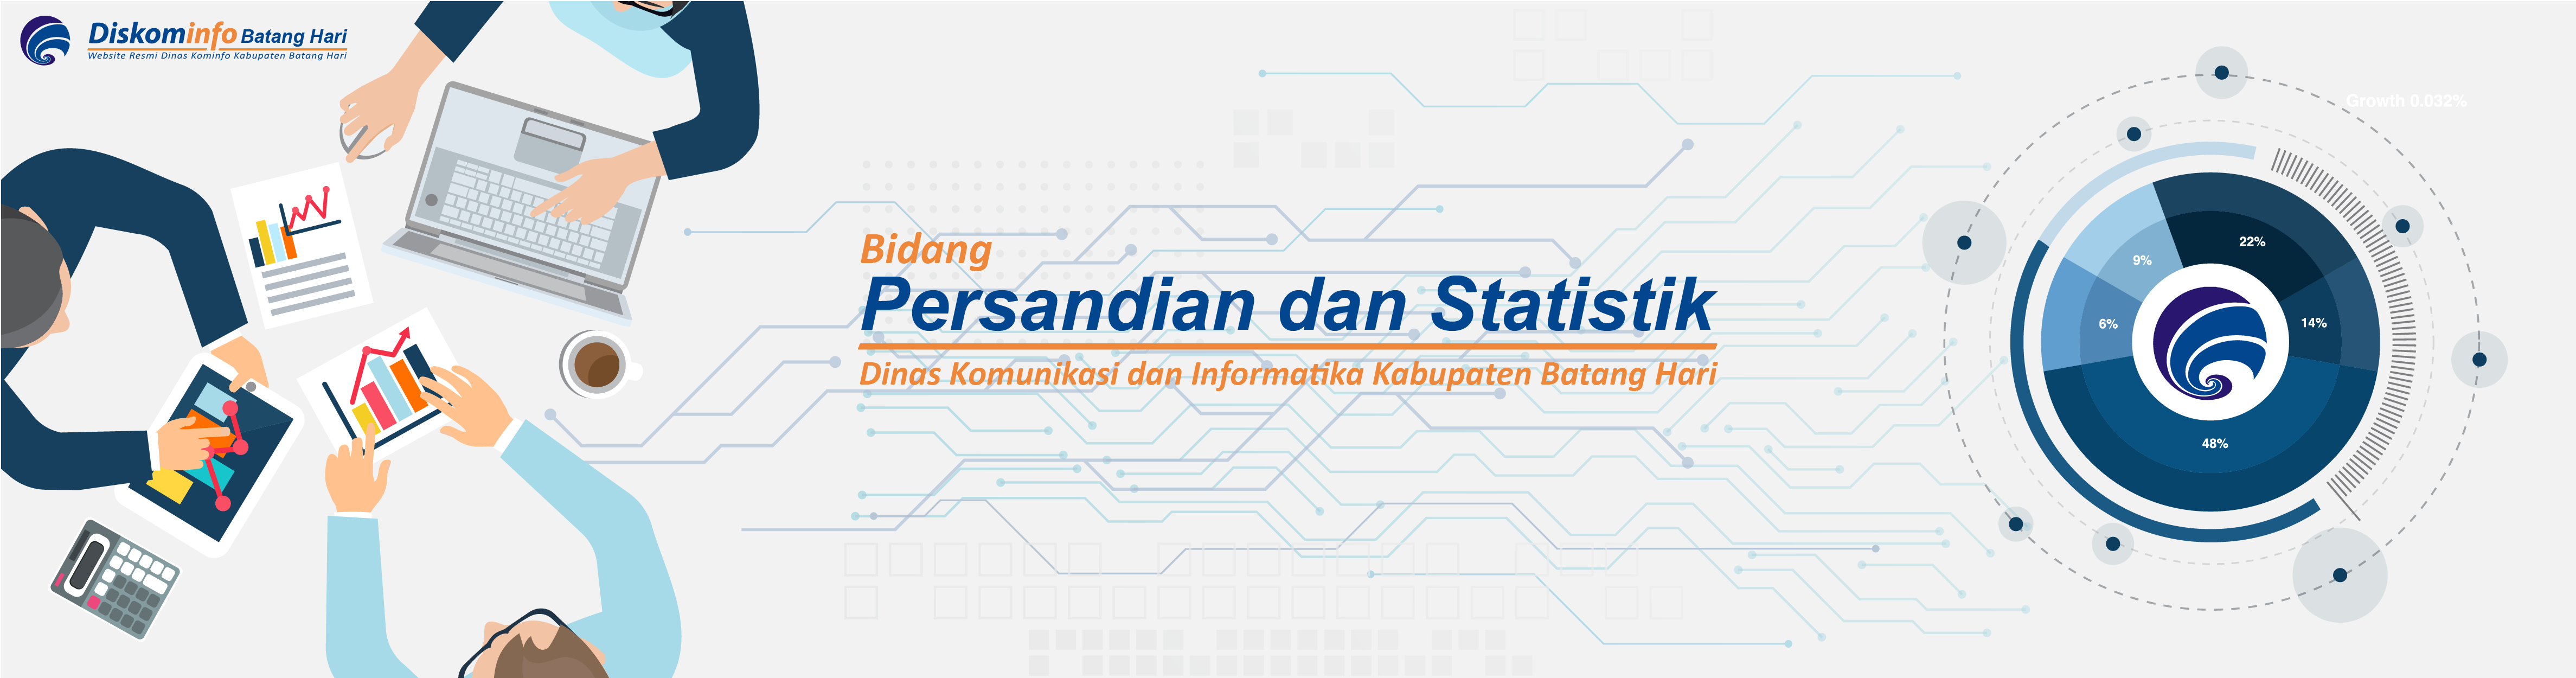 Diskominfo Batang Hari
Website Resmi Dinas Kominfo Kabupaten Batang Hari
Growth 0.032%
Bidang
Persandian dan Statistik
Dinas Komunikasi dan Informatika Kabupaten Batang Hari
22%
9%
14%
6%
48%